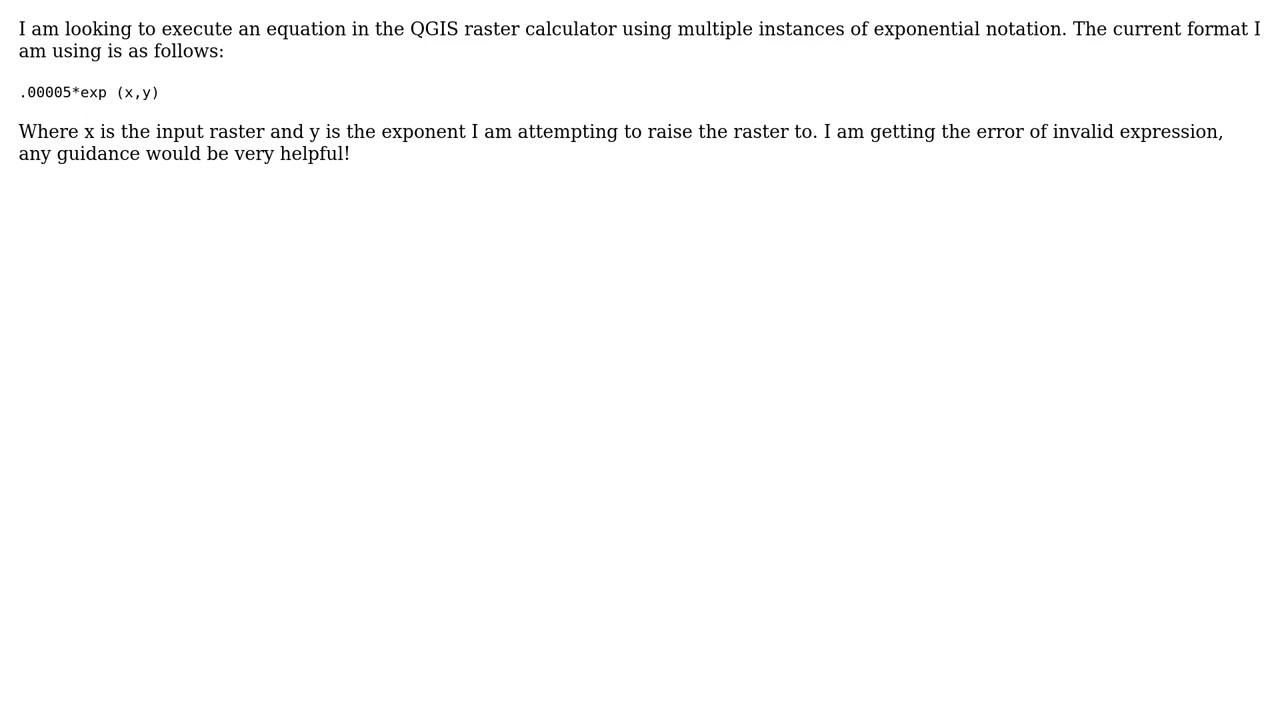 I am looking to execute an equation in the QGIS raster calculator using multiple instances of exponential notation. The current format I
am using is as follows:
.00005*exp (x,y)
Where x is the input raster and y is the exponent I am attempting to raise the raster to. I am getting the error of invalid expression,
any guidance would be very helpful!